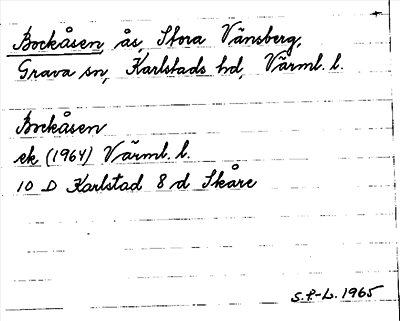 Bockåsen, ås, Stora Vänsberg,
Grava sn, Karlstads hd, Värml. l.
Bockåsen
ek (1964) Värml. l.
10 D Karlstad 8 d Skåre
S.F-L. 1965